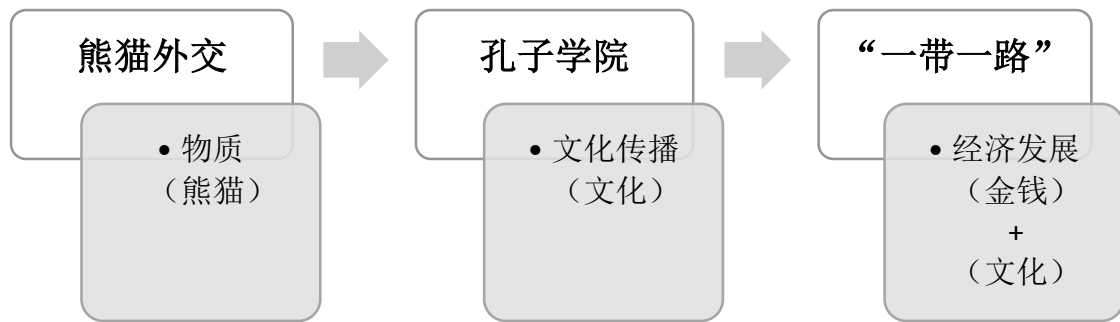 熊猫外交
• 物质
（熊猫）
孔子学院
• 文化传播
（文化）
“一带一路”
• 经济发展
（金钱）
+
（文化）